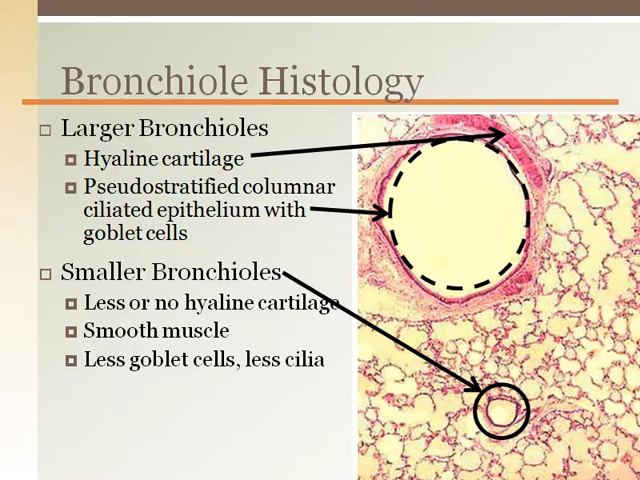 Bronchiole Histology
Larger Bronchioles
Hyaline cartilage
Pseudostratified columnar
ciliated epithelium with
goblet cells
Smaller Bronchioles
Less or no hyaline cartilage
Smooth muscle
Less goblet cells, less cilia